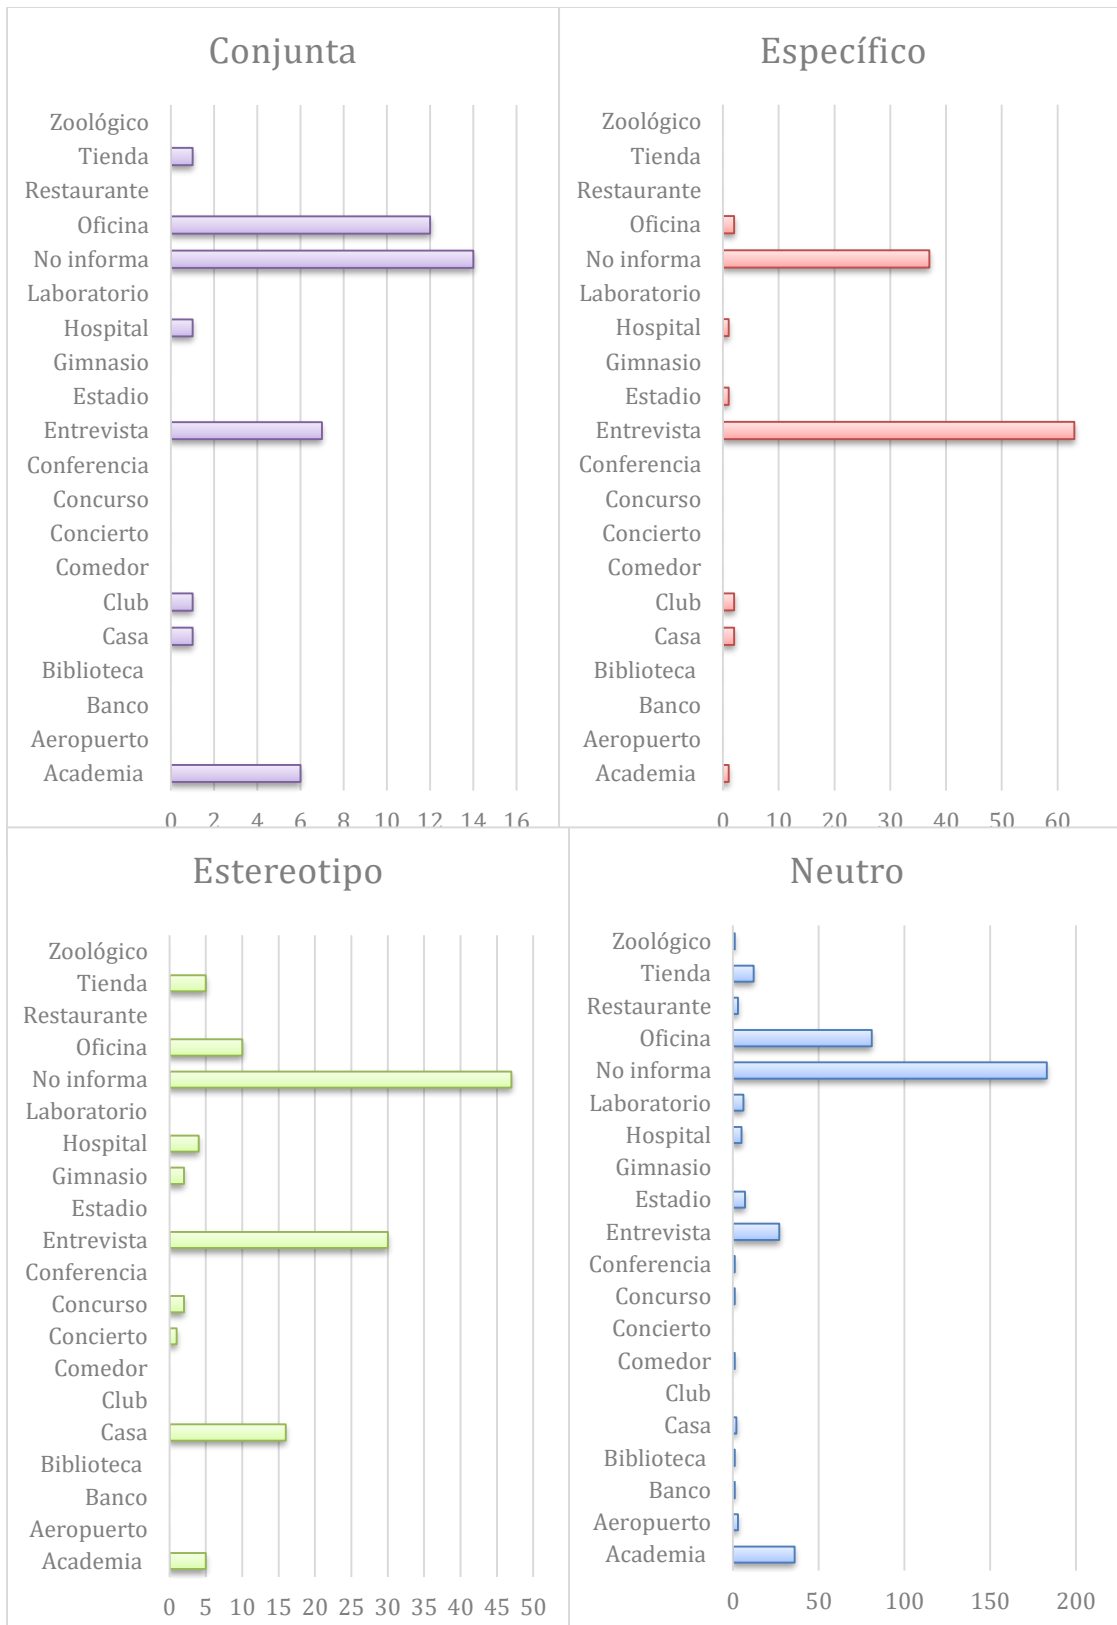 Conjunta
Zoológico
Tienda
Restaurante
Oficina
No informa
Laboratorio
Hospital
Gimnasio
Estadio
Entrevista
Conferencia
Concurso
Concierto
Comedor
Club
Casa
Biblioteca
Banco
Aeropuerto
Academia
0 2 4 6 8 10 12 14 16
Específico
Zoológico
Tienda
Restaurante
Oficina
No informa
Laboratorio
Hospital
Gimnasio
Estadio
Entrevista
Conferencia
Concurso
Concierto
Comedor
Club
Casa
Biblioteca
Banco
Aeropuerto
Academia
0 10 20 30 40 50 60
Estereotipo
Zoológico
Tienda
Restaurante
Oficina
No informa
Laboratorio
Hospital
Gimnasio
Estadio
Entrevista
Conferencia
Concurso
Concierto
Comedor
Club
Casa
Biblioteca
Banco
Aeropuerto
Academia
0 5 10 15 20 25 30 35 40 45 50
Neutro
Zoológico
Tienda
Restaurante
Oficina
No informa
Laboratorio
Hospital
Gimnasio
Estadio
Entrevista
Conferencia
Concurso
Concierto
Comedor
Club
Casa
Biblioteca
Banco
Aeropuerto
Academia
0 50 100 150 200